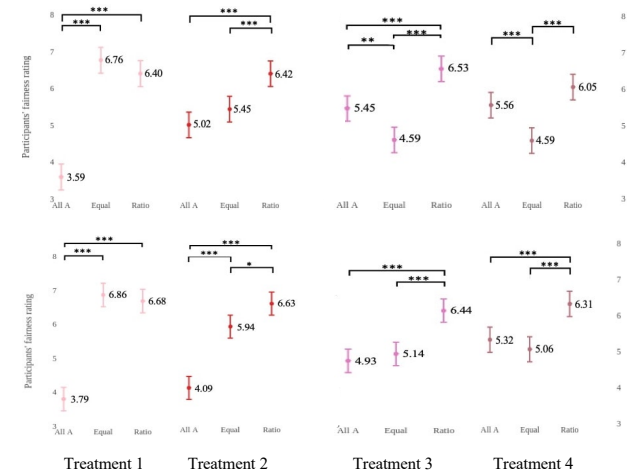 8 *** *** *** *** *** 8
*** *** ** *** ***
7 6.76 6.40 6.42 6.53 7
Participants' fairness rating
6 5.45 5.45 5.56 6.05 6
5 5.02 4.59 4.59 5
4 3.59 4
3 All A Equal Ratio All A Equal Ratio All A Equal Ratio All A Equal Ratio 3
8 *** *** *** *** 8
*** *** * *** ***
7 6.86 6.68 6.63 6.44 6.31 7
Participants' fairness rating
6 5.94 6
5 4.93 5.14 5.32 5.06 5
4 3.79 4.09 4
3 All A Equal Ratio All A Equal Ratio All A Equal Ratio All A Equal Ratio 3
Treatment 1 Treatment 2 Treatment 3 Treatment 4